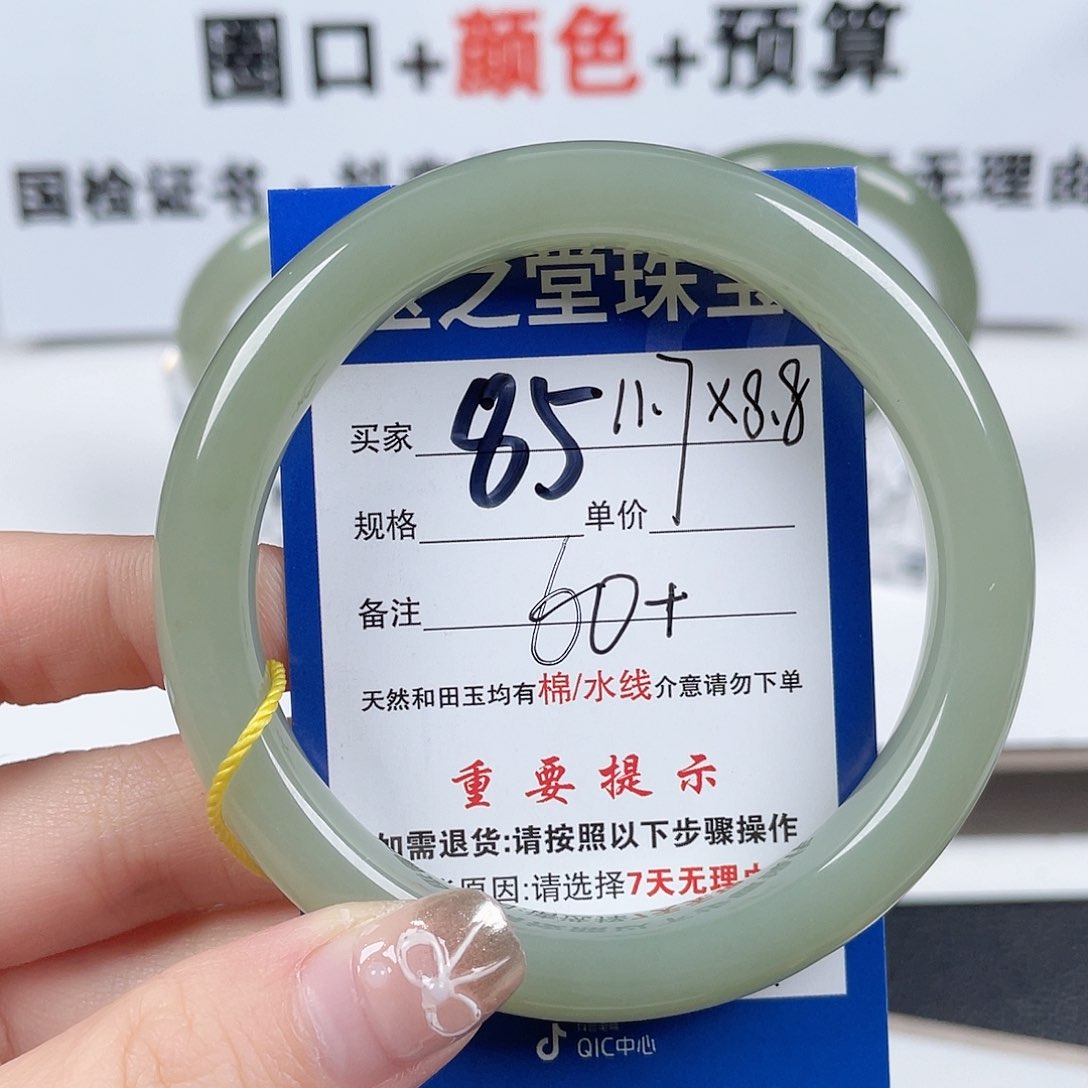 圈口+颜色+预算
国检证书
无理由
之堂珠宝
买家 85 11.7×8.8
规格 单价
备注 60+
天然和田玉均有棉/水线介意请勿下单
重要提示
如需退货:请按照以下步骤操作
原因:请选择7天无理由
QIC中心